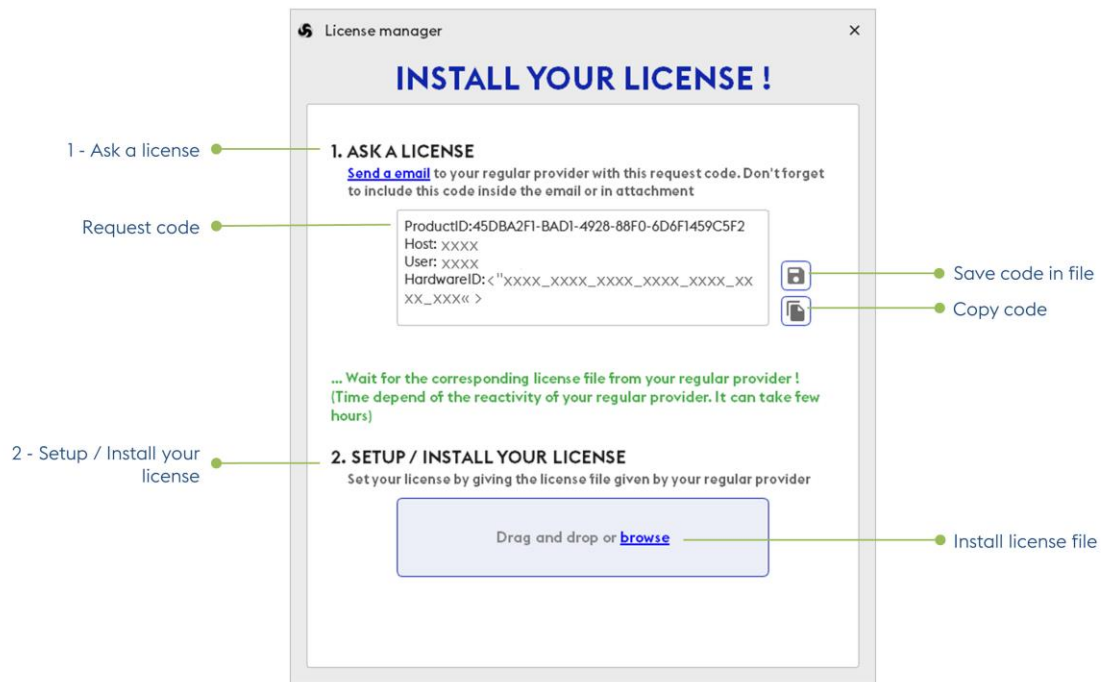 License manager
INSTALL YOUR LICENSE !
1 - Ask a license
1. ASK A LICENSE
Send a email to your regular provider with this request code. Don't forget
to include this code inside the email or in attachment
Request code
ProductID:45DBA2F1-BAD1-4928-88F0-6D6F1459C5F2
Host: xxxx
User: xxxx
HardwareID:<"xxxx_xxxx_xxxx_xxxx_xxxx_xx
xx_xxx« >
Save code in file
Copy code
... Wait for the corresponding license file from your regular provider !
(Time depend of the reactivity of your regular provider. It can take few
hours)
2 - Setup / Install your
license
2. SETUP / INSTALL YOUR LICENSE
Set your license by giving the license file given by your regular provider
Drag and drop or browse
Install license file